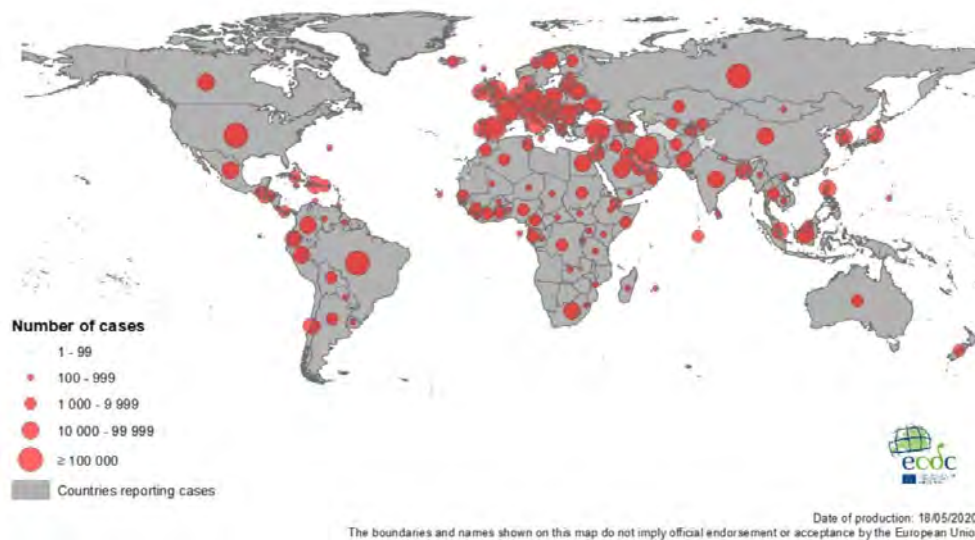 Number of cases
1 - 99
100 - 999
1 000 - 9 999
10 000 - 99 999
≥ 100 000
Countries reporting cases
ecdc
Date of production: 18/05/2020
The boundaries and names shown on this map do not imply official endorsement or acceptance by the European Union